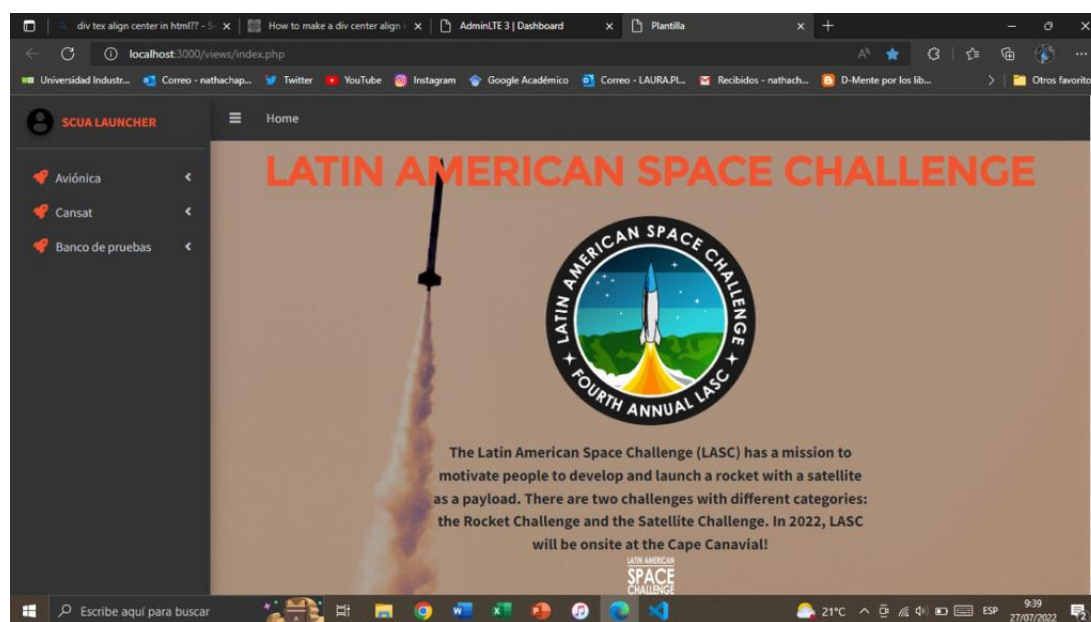 div tex align center in html?? - S
How to make a div center align i
AdminLTE 3 | Dashboard
Plantilla
localhost:3000/views/index.php
Universidad Industr...
Correo - nathachap...
Twitter
YouTube
Instagram
Google Académico
Correo - LAURA.PI...
Recibidos - nathach...
D-Mente por los lib...
Otros favorito
SCUA LAUNCHER
Home
Aviónica
Cansat
Banco de pruebas
LATIN AMERICAN SPACE CHALLENGE
LATIN AMERICAN SPACE CHALLENGE
FOURTH ANNUAL LASC
The Latin American Space Challenge (LASC) has a mission to
motivate people to develop and launch a rocket with a satellite
as a payload. There are two challenges with different categories:
the Rocket Challenge and the Satellite Challenge. In 2022, LASC
will be onsite at the Cape Canavial!
LATIN AMERICAN
SPACE
CHALLENGE
Escribe aquí para buscar
21°C
ESP
9:39
27/07/2022